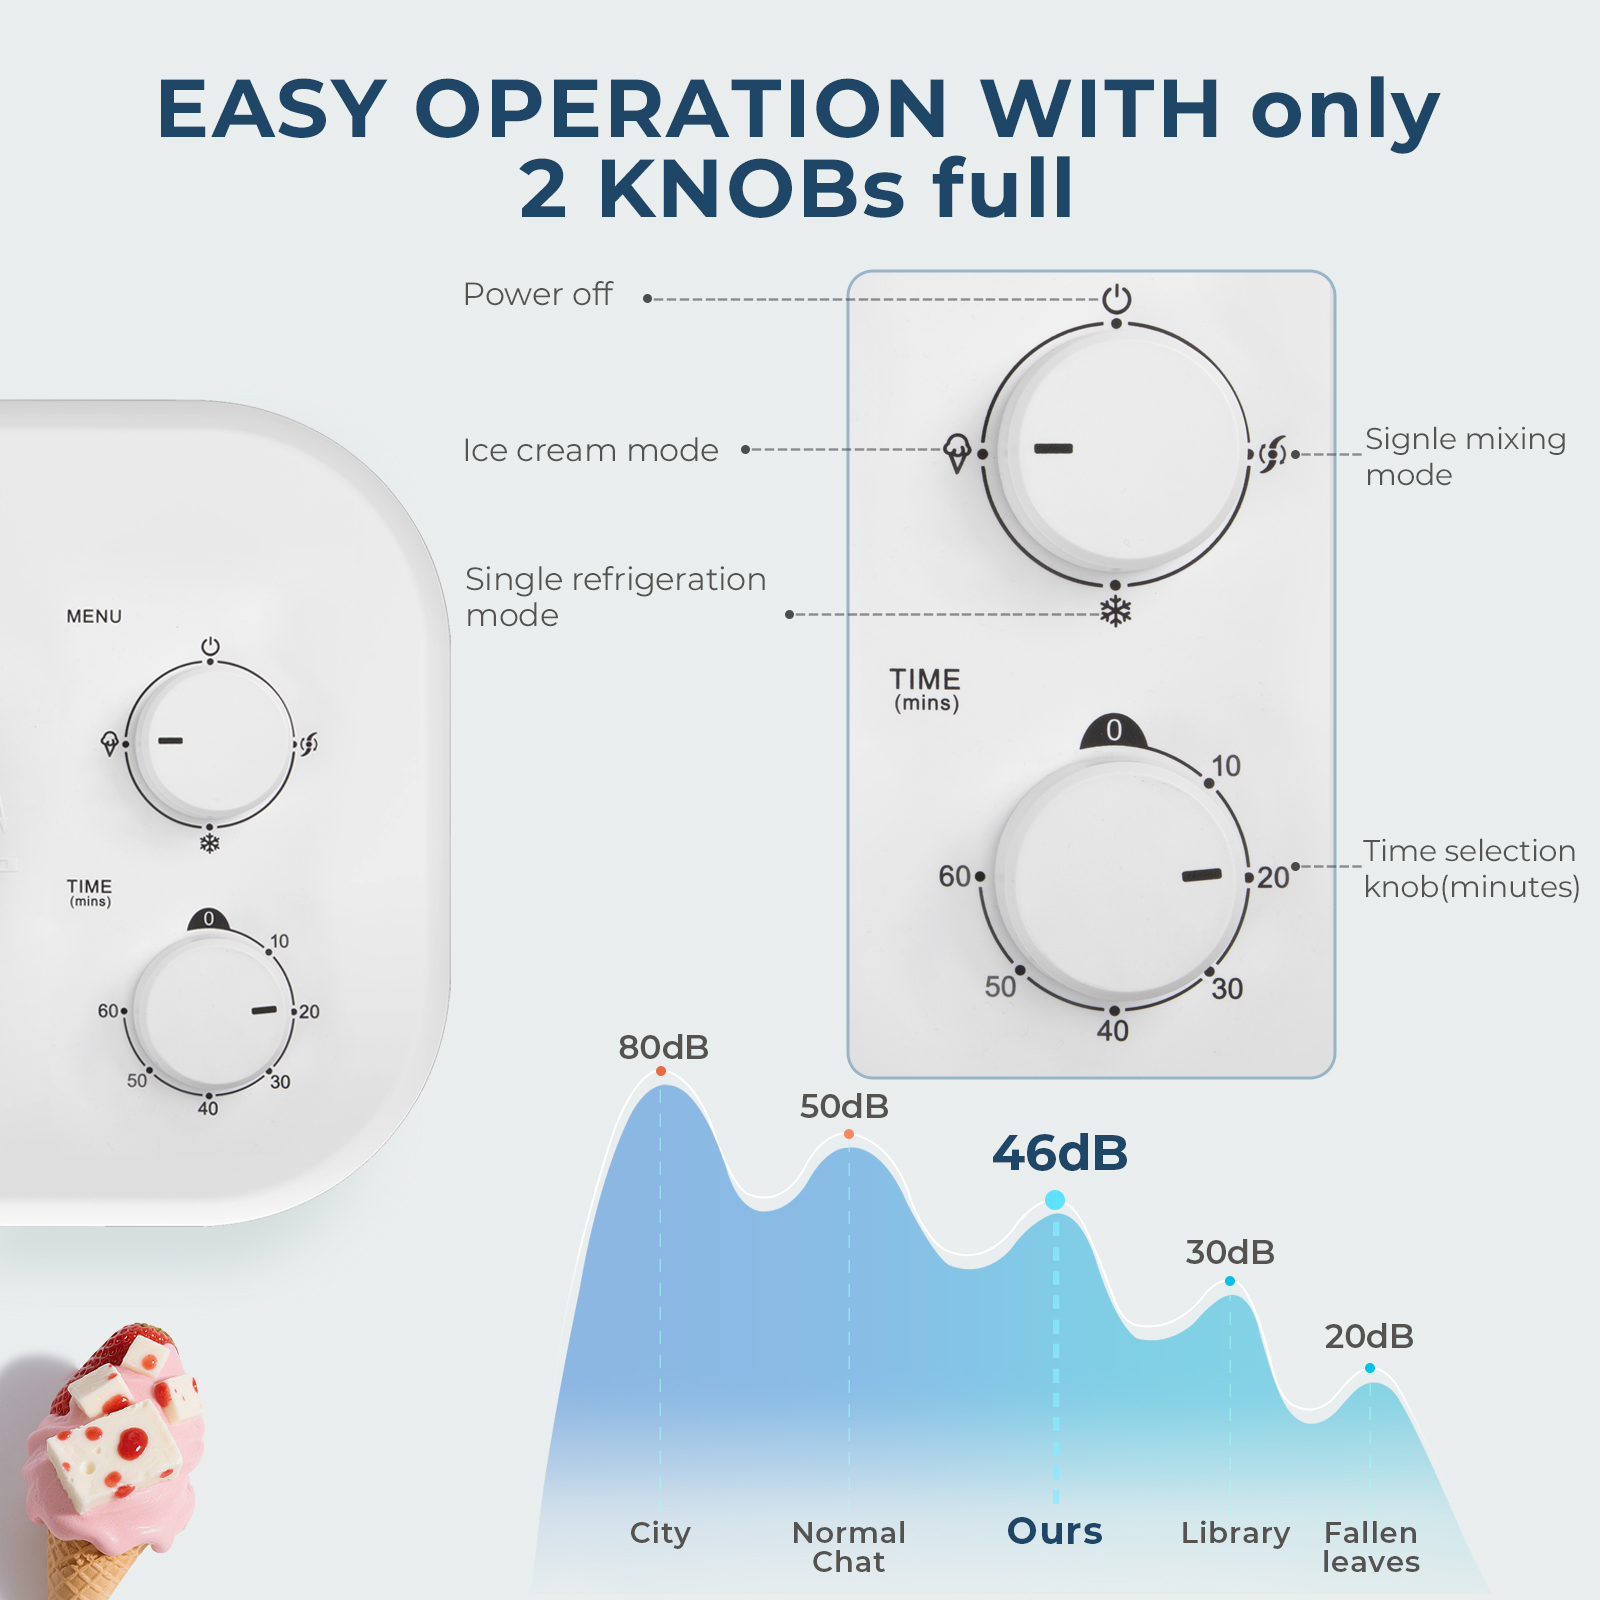 EASY OPERATION WITH only
2 KNOBs full
Power off
Ice cream mode
Signle mixing
mode
Single refrigeration
mode
TIME
(mins)
0
10
20
30
40
50
60
Time selection
knob(minutes)
MENU
TIME
(mins)
0
10
20
30
40
50
60
80dB
50dB
46dB
30dB
20dB
City
Normal
Chat
Ours
Library
Fallen
leaves